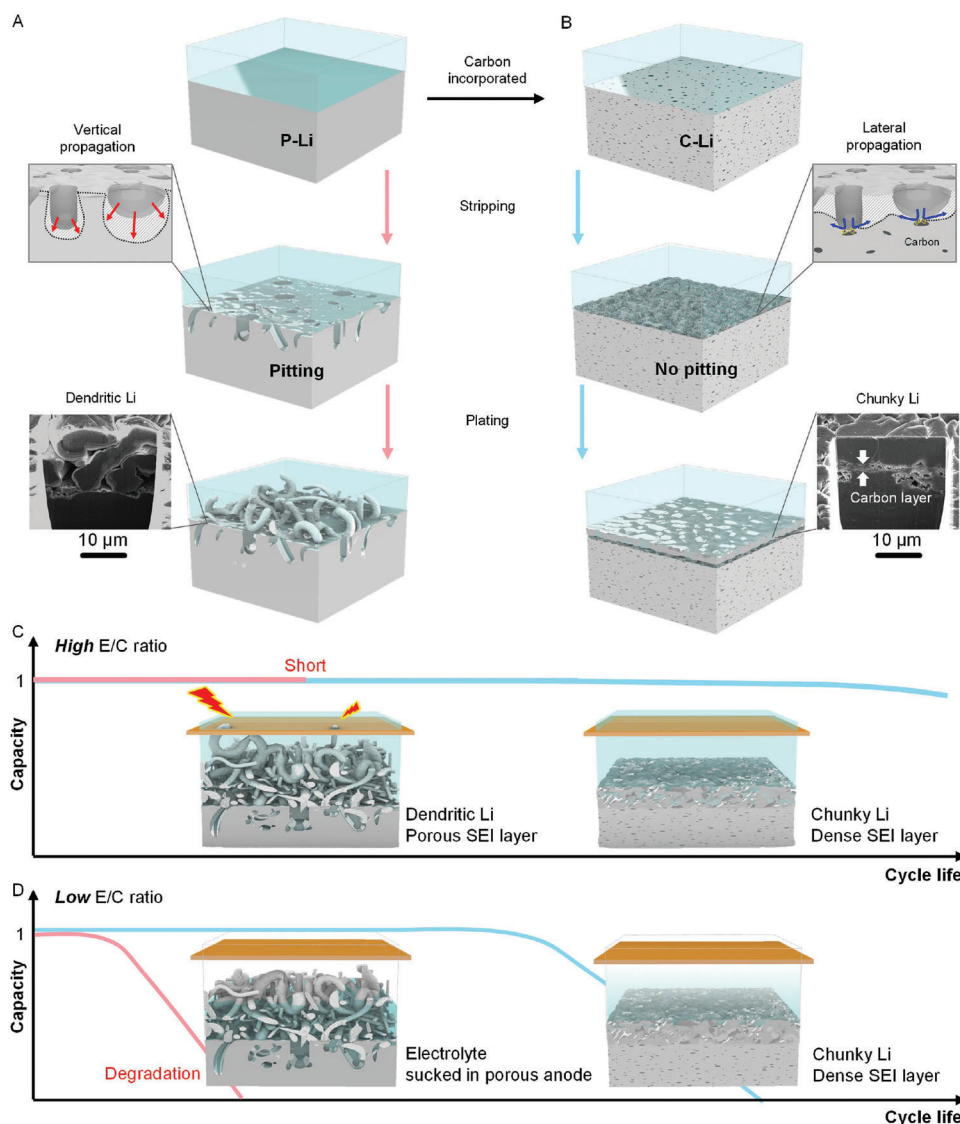 A
B
Carbon
incorporated
P-Li
C-Li
Vertical
propagation
Lateral
propagation
Carbon
Stripping
Pitting
No pitting
Dendritic Li
Chunky Li
Plating
Carbon layer
10 μm
10 μm
C
High E/C ratio
1
Short
Capacity
Dendritic Li
Porous SEI layer
Chunky Li
Dense SEI layer
Cycle life
D
Low E/C ratio
1
Capacity
Degradation
Electrolyte
sucked in porous anode
Chunky Li
Dense SEI layer
Cycle life